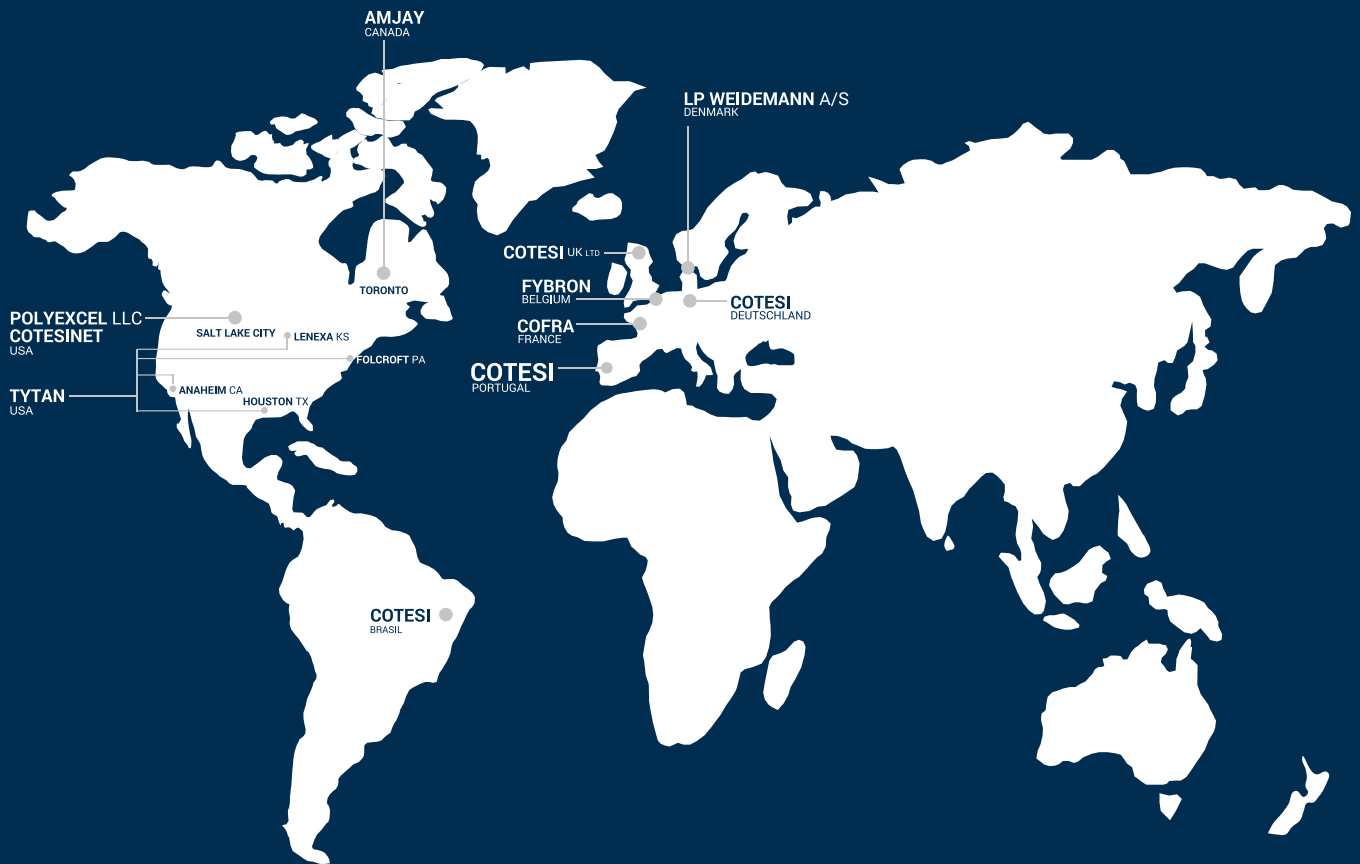 AMJAY
CANADA
LP WEIDEMANN A/S
DENMARK
COTESI UK LTD
TORONTO
FYBRON
BELGIUM
COTESI
DEUTSCHLAND
POLYEXCEL LLC
COTESINET
USA
SALT LAKE CITY
LENEXA KS
COFRA
FRANCE
FOLCROFT PA
COTESI
PORTUGAL
TYTAN
USA
ANAHEIM CA
HOUSTON TX
COTESI
BRASIL